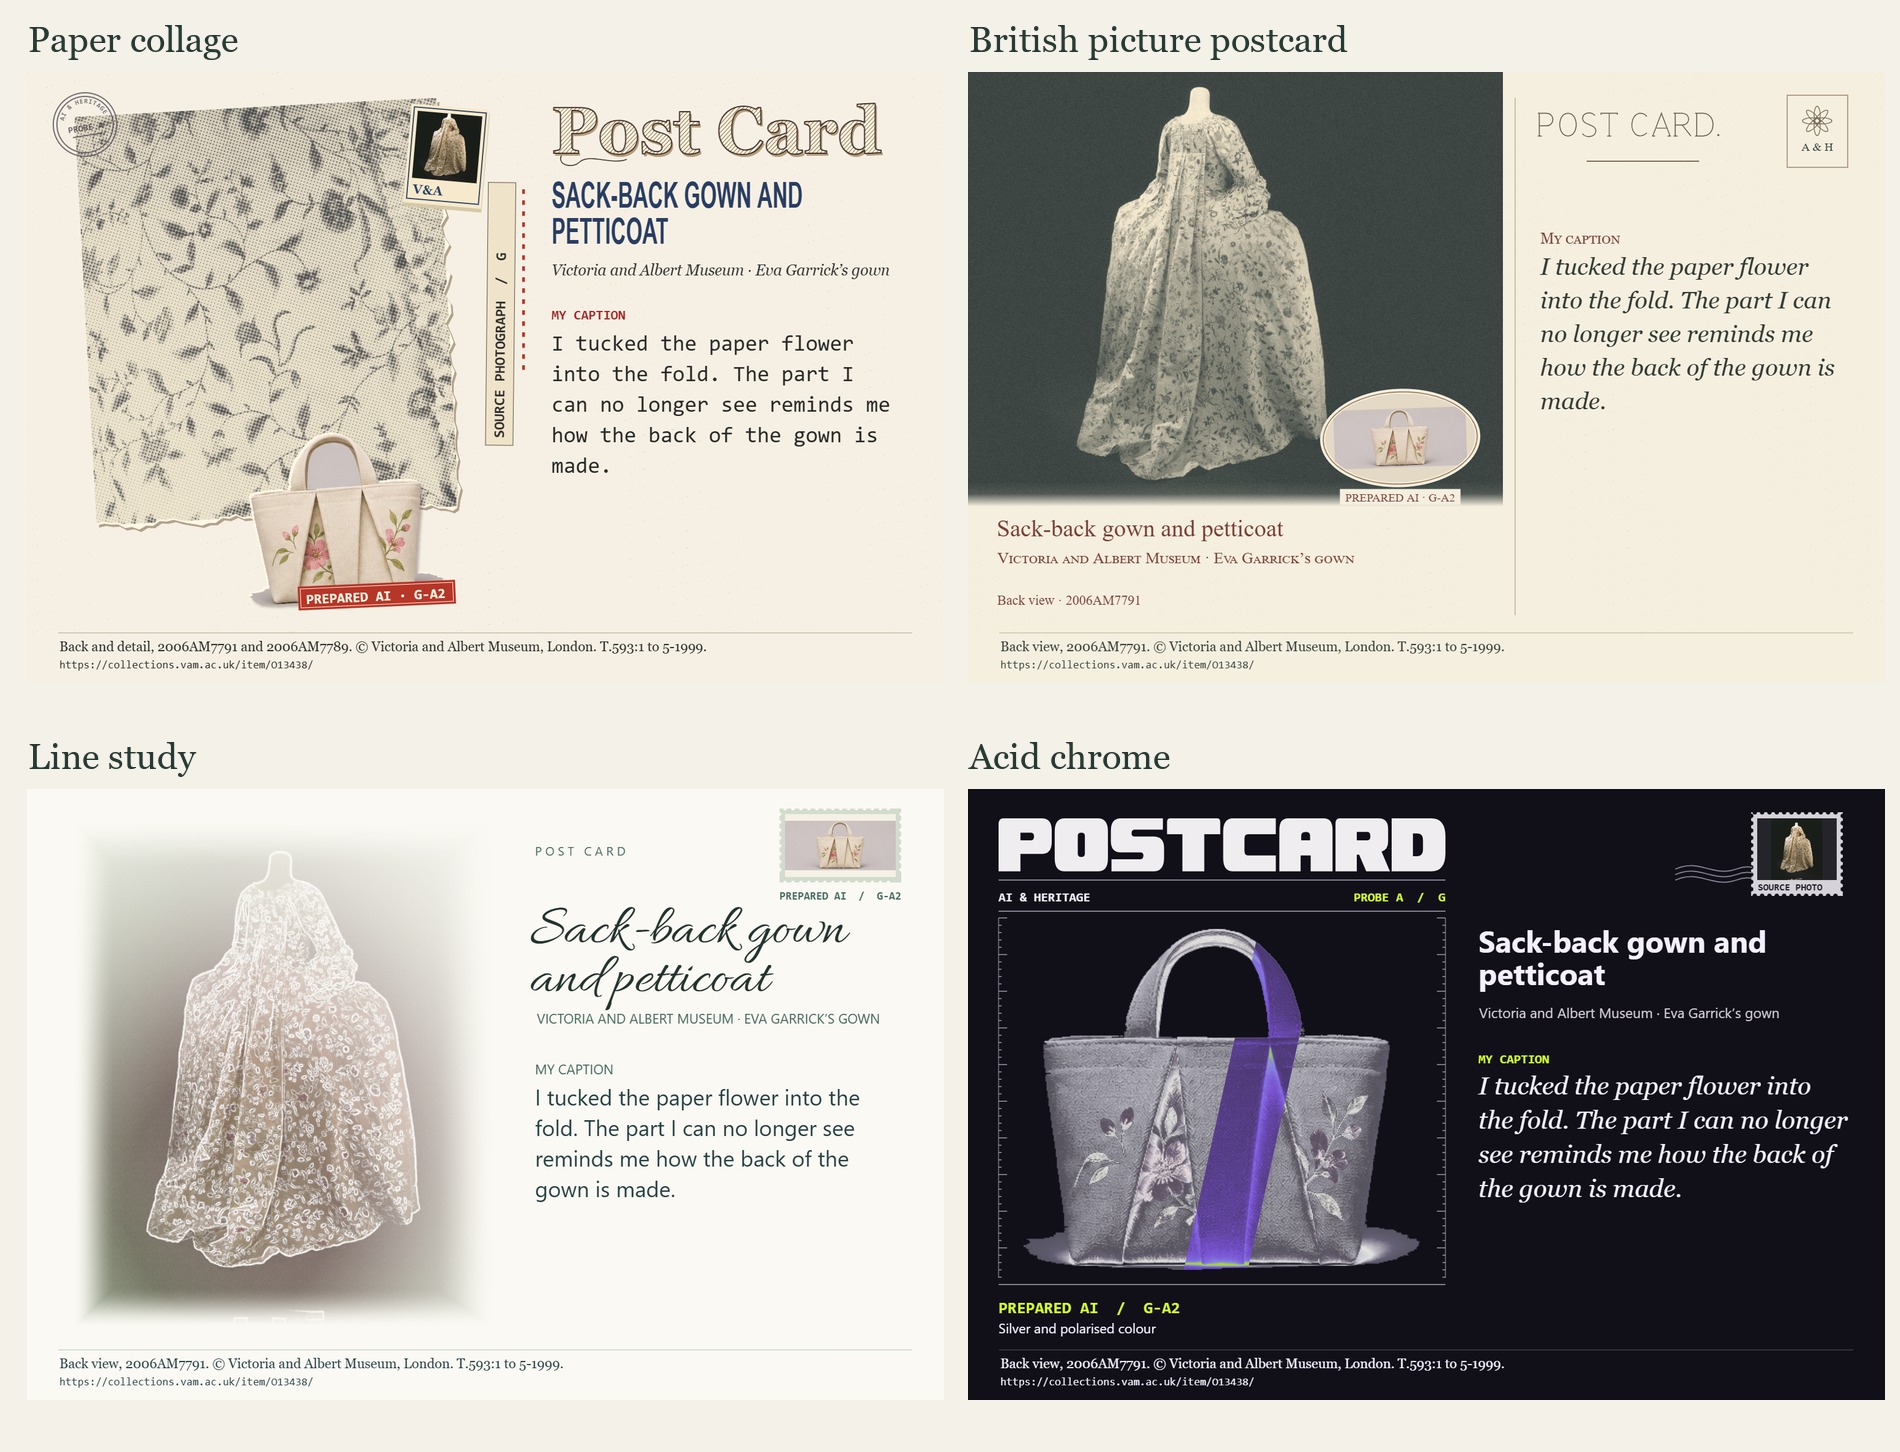 Paper collage
AI & HERITAGE
PROBE
V&A
SOURCE PHOTOGRAPH / G
Post Card
SACK-BACK GOWN AND
PETTICOAT
Victoria and Albert Museum · Eva Garrick’s gown
MY CAPTION
I tucked the paper flower
into the fold. The part I
can no longer see reminds me
how the back of the gown is
made.
PREPARED AI · G-A2
Back and detail, 2006AM7791 and 2006AM7789. © Victoria and Albert Museum, London. T.593:1 to 5-1999.
https://collections.vam.ac.uk/item/O13438/
British picture postcard
POST CARD.
A & H
My caption
I tucked the paper flower
into the fold. The part I can
no longer see reminds me
how the back of the gown is
made.
PREPARED AI · G-A2
Sack-back gown and petticoat
Victoria and Albert Museum · Eva Garrick’s gown
Back view · 2006AM7791
Back view, 2006AM7791. © Victoria and Albert Museum, London. T.593:1 to 5-1999.
https://collections.vam.ac.uk/item/O13438/
Line study
POST CARD
PREPARED AI / G-A2
Sack-back gown
and petticoat
VICTORIA AND ALBERT MUSEUM · EVA GARRICK’S GOWN
MY CAPTION
I tucked the paper flower into the
fold. The part I can no longer see
reminds me how the back of the
gown is made.
Back view, 2006AM7791. © Victoria and Albert Museum, London. T.593:1 to 5-1999.
https://collections.vam.ac.uk/item/O13438/
Acid chrome
POSTCARD
AI & HERITAGE
PROBE A / G
SOURCE PHOTO
Sack-back gown and
petticoat
Victoria and Albert Museum · Eva Garrick’s gown
MY CAPTION
I tucked the paper flower into
the fold. The part I can no longer
see reminds me how the back of
the gown is made.
PREPARED AI / G-A2
Silver and polarised colour
Back view, 2006AM7791. © Victoria and Albert Museum, London. T.593:1 to 5-1999.
https://collections.vam.ac.uk/item/O13438/